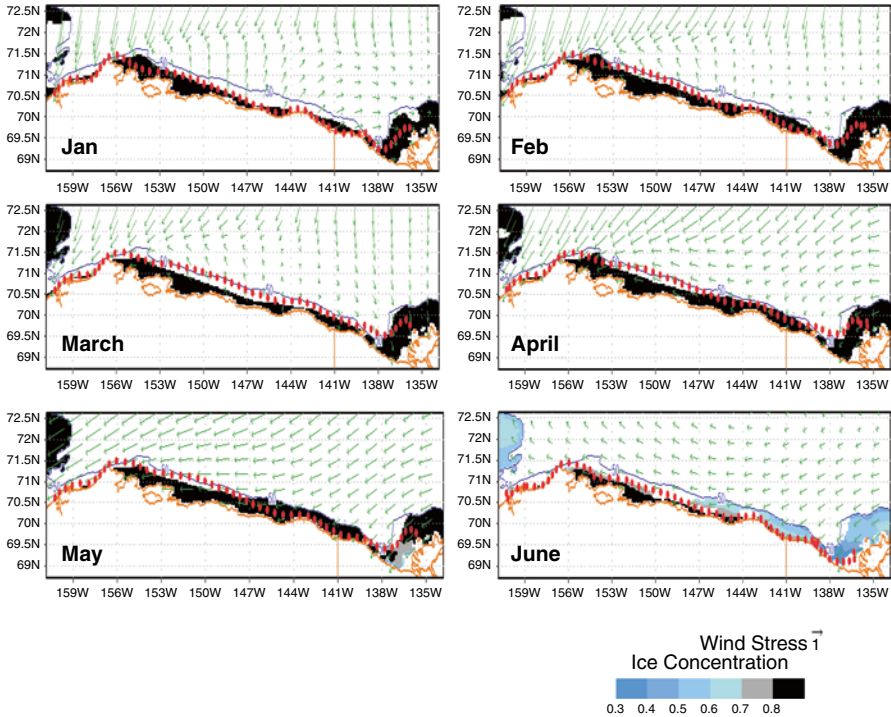 72.5N
72N
71.5N
71N
70.5N
70N
69.5N
69N
Jan
159W 156W 153W 150W 147W 144W 141W 138W 135W
72.5N
72N
71.5N
71N
70.5N
70N
69.5N
69N
Feb
159W 156W 153W 150W 147W 144W 141W 138W 135W
72.5N
72N
71.5N
71N
70.5N
70N
69.5N
69N
March
159W 156W 153W 150W 147W 144W 141W 138W 135W
72.5N
72N
71.5N
71N
70.5N
70N
69.5N
69N
April
159W 156W 153W 150W 147W 144W 141W 138W 135W
72.5N
72N
71.5N
71N
70.5N
70N
69.5N
69N
May
159W 156W 153W 150W 147W 144W 141W 138W 135W
72.5N
72N
71.5N
71N
70.5N
70N
69.5N
69N
June
159W 156W 153W 150W 147W 144W 141W 138W 135W
Wind Stress 1
Ice Concentration
0.3 0.4 0.5 0.6 0.7 0.8